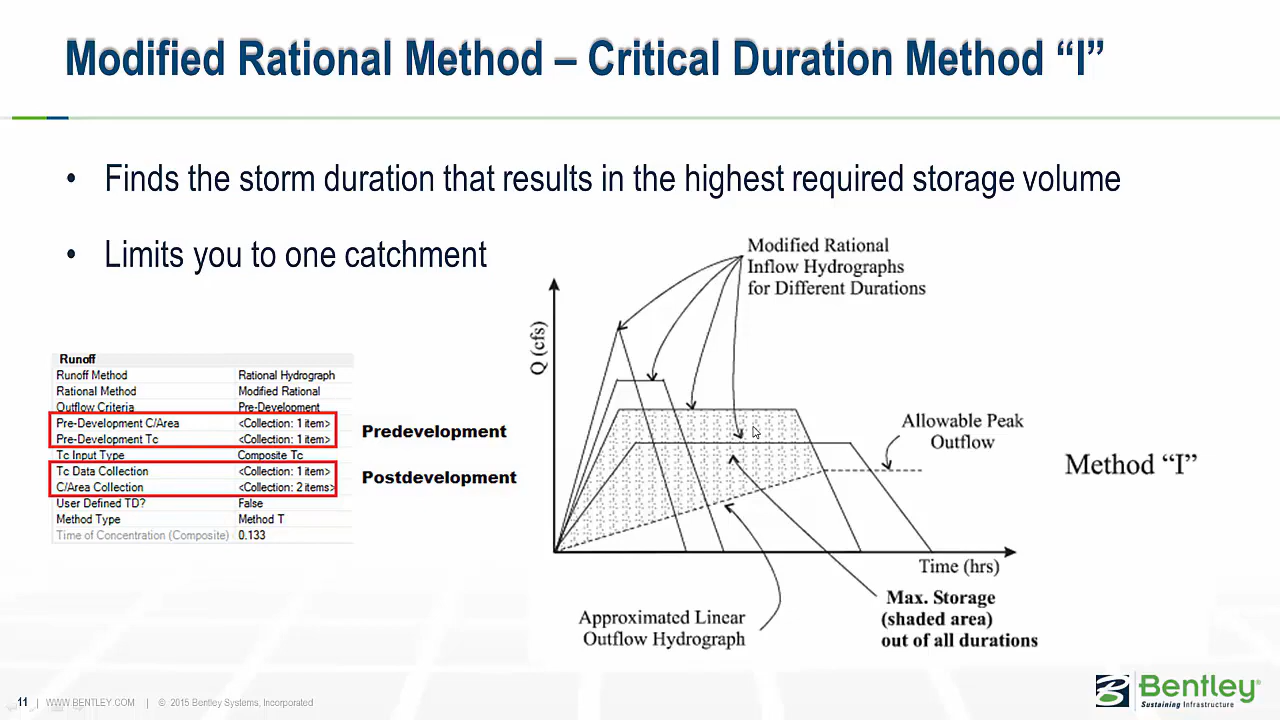 Modified Rational Method – Critical Duration Method “I”
• Finds the storm duration that results in the highest required storage volume
• Limits you to one catchment
Modified Rational
Inflow Hydrographs
for Different Durations
Q (cfs)
Runoff
Runoff Method Rational Hydrograph
Rational Method Modified Rational
Outflow Criteria Pre-Development
Pre-Development C/Area <Collection: 1 item>
Pre-Development Tc <Collection: 1 item>
Tc Input Type Composite Tc
Tc Data Collection <Collection: 1 item>
C/Area Collection <Collection: 2 items>
User Defined TD? False
Method Type Method T
Time of Concentration (Composite) 0.133
Predevelopment
Postdevelopment
Allowable Peak
Outflow
Method “I”
Time (hrs)
Approximated Linear
Outflow Hydrograph
Max. Storage
(shaded area)
out of all durations
11 | WWW.BENTLEY.COM | © 2015 Bentley Systems, Incorporated
Bentley®
Sustaining Infrastructure